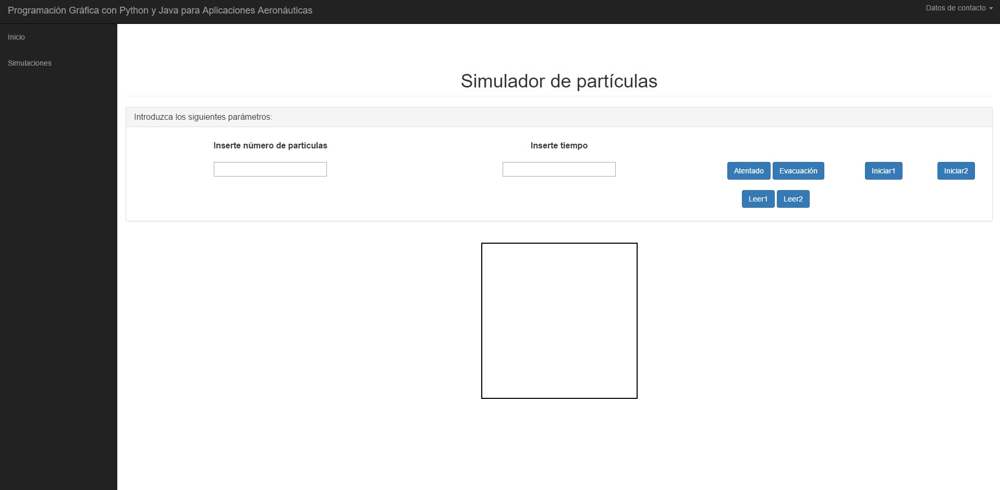 Programación Gráfica con Python y Java para Aplicaciones Aeronáuticas
Datos de contacto
Inicio
Simulaciones
Simulador de partículas
Introduzca los siguientes parámetros:
Inserte número de partículas
Inserte tiempo
Atentado Evacuación Iniciar1 Iniciar2
Leer1 Leer2